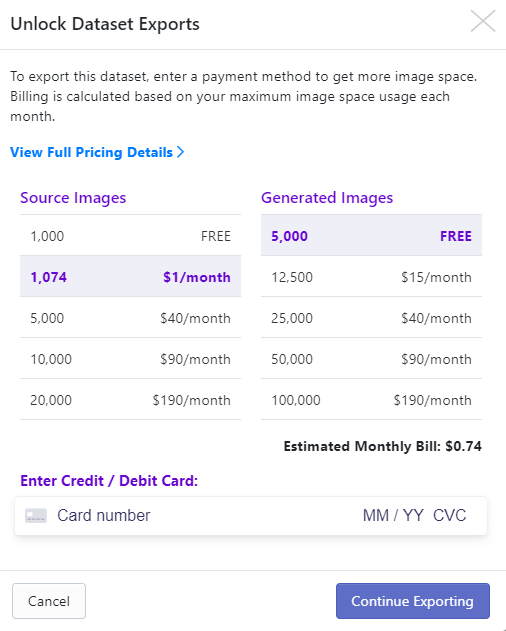 Unlock Dataset Exports
To export this dataset, enter a payment method to get more image space.
Billing is calculated based on your maximum image space usage each
month.
View Full Pricing Details
Source Images
1,000 FREE
1,074 $1/month
5,000 $40/month
10,000 $90/month
20,000 $190/month
Generated Images
5,000 FREE
12,500 $15/month
25,000 $40/month
50,000 $90/month
100,000 $190/month
Estimated Monthly Bill: $0.74
Enter Credit / Debit Card:
Card number MM / YY CVC
Cancel Continue Exporting